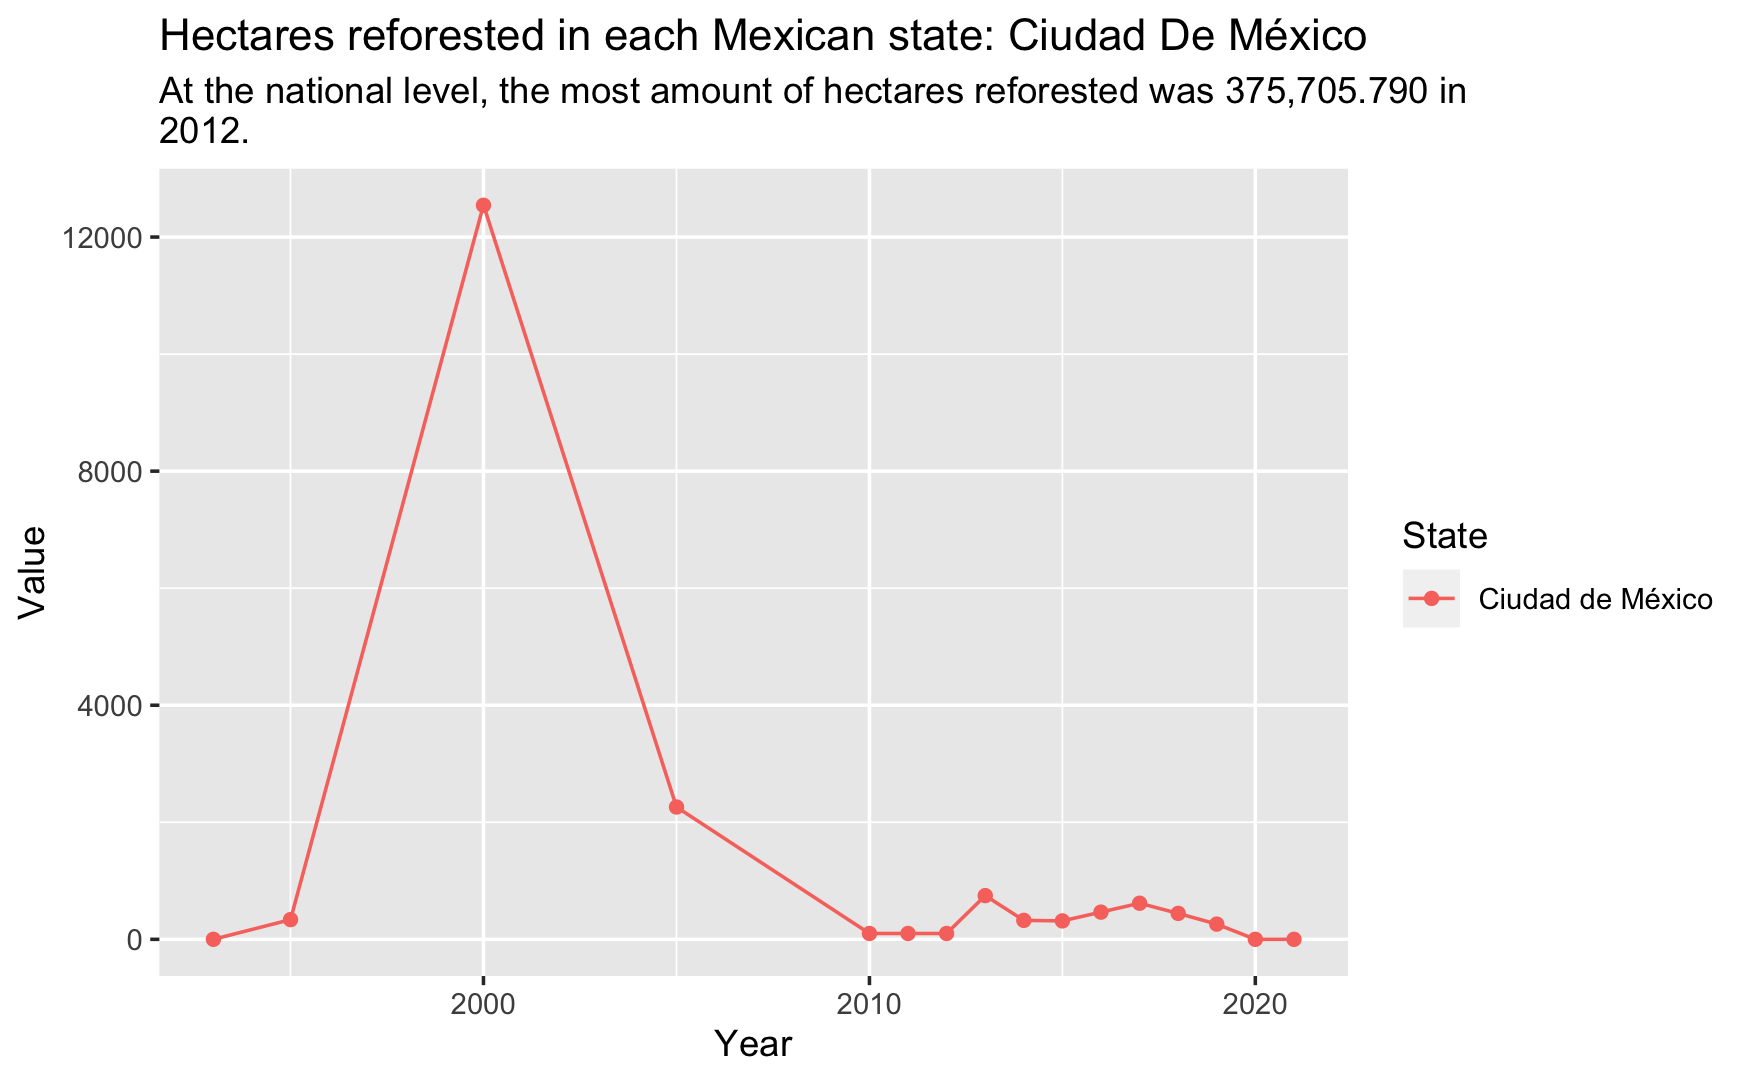 Hectares reforested in each Mexican state: Ciudad De México
At the national level, the most amount of hectares reforested was 375,705.790 in
2012.
12000
8000
4000
0
Value
2000
2010
2020
Year
State
Ciudad de México